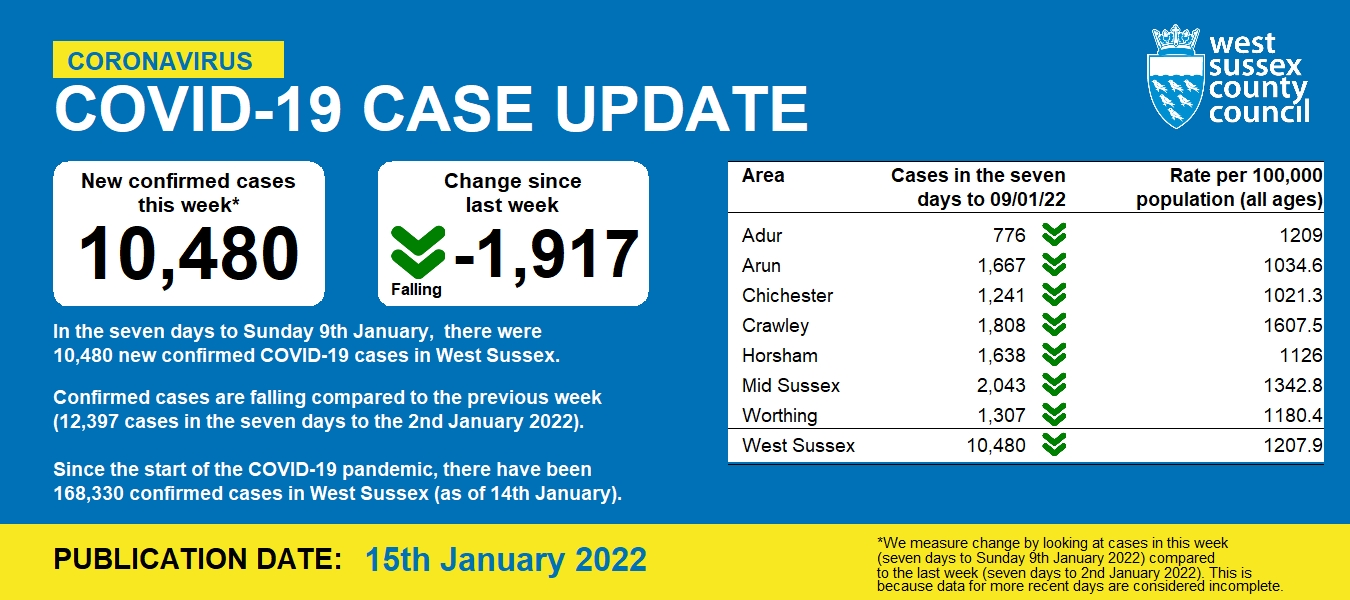 CORONAVIRUS
COVID-19 CASE UPDATE
west
sussex
county
council
New confirmed cases
this week*
10,480
Change since
last week
-1,917
Falling
In the seven days to Sunday 9th January,  there were
10,480 new confirmed COVID-19 cases in West Sussex.
Confirmed cases are falling compared to the previous week
(12,397 cases in the seven days to the 2nd January 2022).
Since the start of the COVID-19 pandemic, there have been
168,330 confirmed cases in West Sussex (as of 14th January).
Area Cases in the seven Rate per 100,000
days to 09/01/22 population (all ages)
Adur 776 1209
Arun 1,667 1034.6
Chichester 1,241 1021.3
Crawley 1,808 1607.5
Horsham 1,638 1126
Mid Sussex 2,043 1342.8
Worthing 1,307 1180.4
West Sussex 10,480 1207.9
PUBLICATION DATE: 15th January 2022
*We measure change by looking at cases in this week
(seven days to Sunday 9th January 2022) compared
to the last week (seven days to 2nd January 2022). This is
because data for more recent days are considered incomplete.